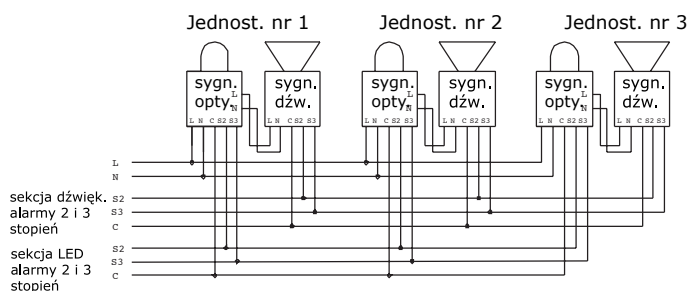 Jednost. nr 1
Jednost. nr 2
Jednost. nr 3
sygn.
opty.
L
N
L N C S2 S3
sygn.
dźw.
L N C S2 S3
sygn.
opty.
L
N
L N C S2 S3
sygn.
dźw.
L N C S2 S3
sygn.
opty.
L
N
L N C S2 S3
sygn.
dźw.
L N C S2 S3
L
N
sekcja dźwięk.
alarmy 2 i 3
stopień
S2
S3
C
sekcja LED
alarmy 2 i 3
stopień
S2
S3
C